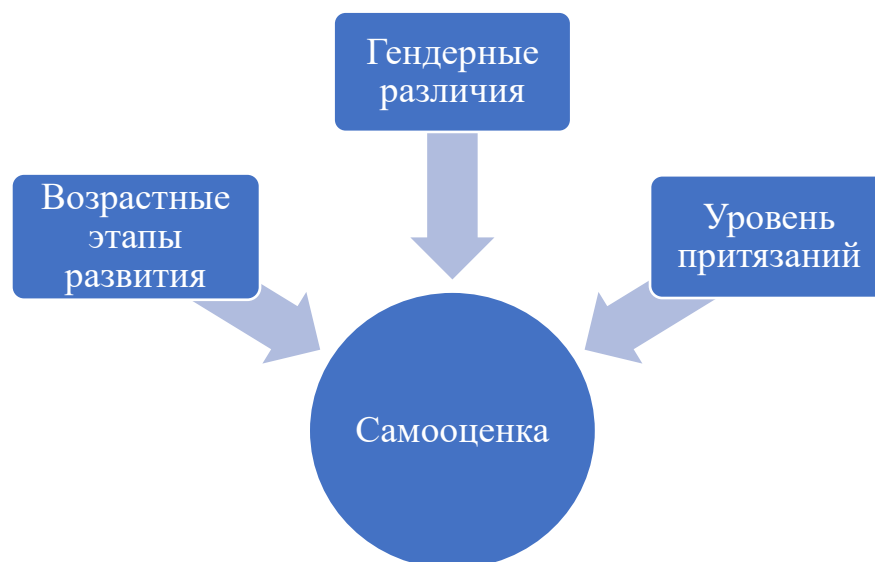 Гендерные
различия
Возрастные
этапы
развития
Уровень
притязаний
Самооценка